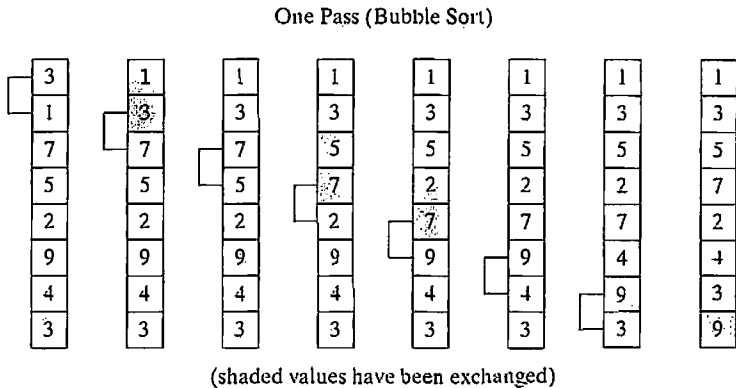 One Pass (Bubble Sort)
3 1 1 1 1 1 1 1
1 3 3 3 3 3 3 3
7 7 7 5 5 5 5 5
5 5 5 7 2 2 2 7
2 2 2 2 7 7 7 2
9 9 9 9 9 9 4 4
4 4 4 4 4 4 9 3
3 3 3 3 3 3 3 9
(shaded values have been exchanged)